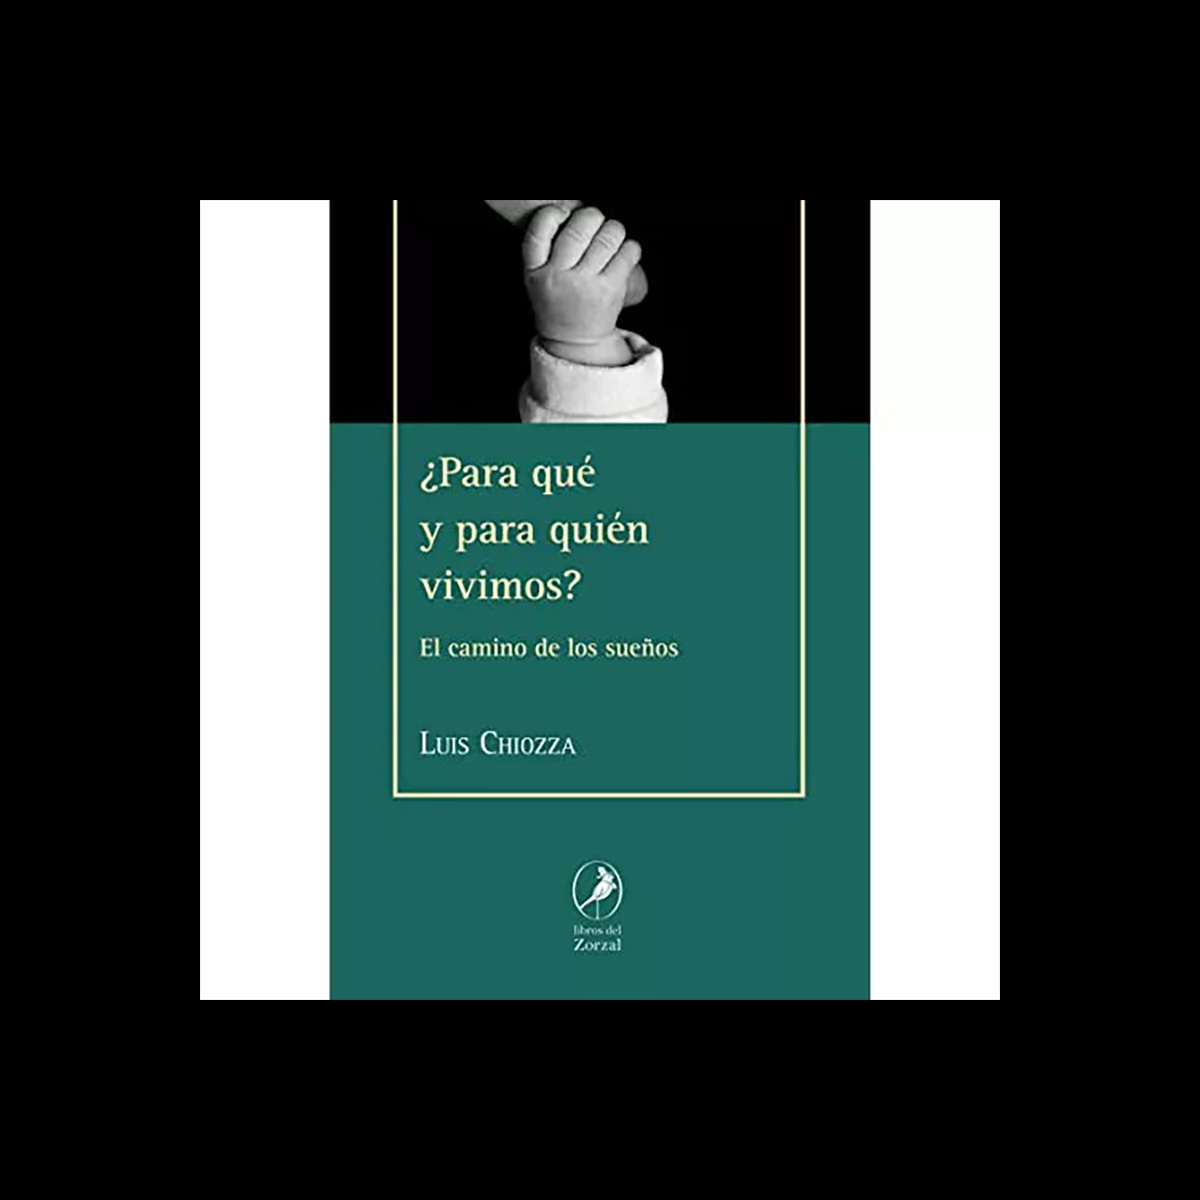 ¿Para qué
y para quién
vivimos?
El camino de los sueños
Luis Chiozza
libros del
Zorzal